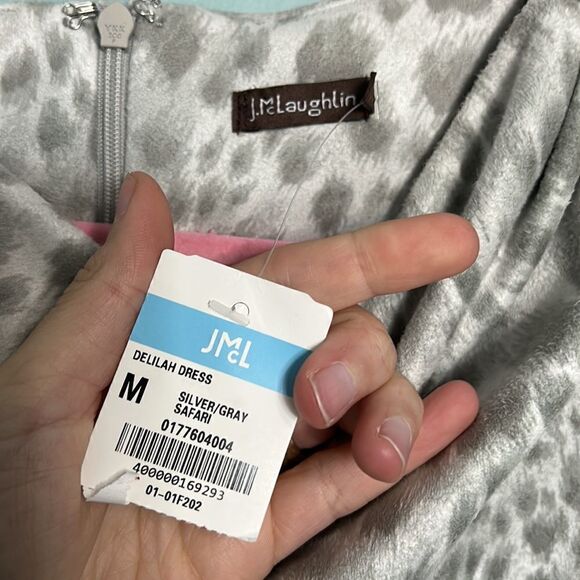 YKK
J.McLaughlin
JMCL
DELILAH DRESS
M
SILVER/GRAY
SAFARI
0177604004
400000169293
01-01F202